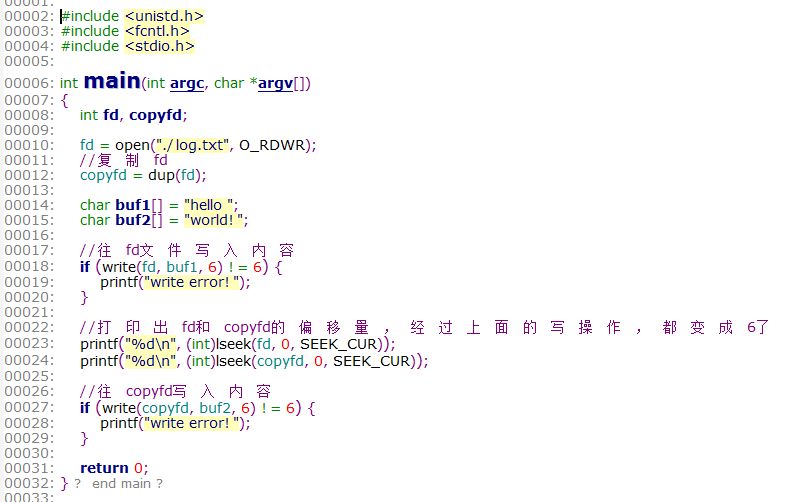 00001:
00002: #include <unistd.h>
00003: #include <fcntl.h>
00004: #include <stdio.h>
00005:
00006: int main(int argc, char *argv[])
00007: {
00008: int fd, copyfd;
00009:
00010: fd = open("./log.txt", O_RDWR);
00011: //复 制 fd
00012: copyfd = dup(fd);
00013:
00014: char buf1[] = "hello ";
00015: char buf2[] = "world! ";
00016:
00017: //往 fd文 件 写 入 内 容
00018: if (write(fd, buf1, 6) ! = 6) {
00019: printf("write error! ");
00020: }
00021:
00022: //打 印 出 fd和 copyfd的 偏 移 量 ， 经 过 上 面 的 写 操 作 ， 都 变 成 6了
00023: printf("%d\n", (int)lseek(fd, 0, SEEK_CUR));
00024: printf("%d\n", (int)lseek(copyfd, 0, SEEK_CUR));
00025:
00026: //往 copyfd写 入 内 容
00027: if (write(copyfd, buf2, 6) ! = 6) {
00028: printf("write error! ");
00029: }
00030:
00031: return 0;
00032: } ? end main ?
00033: